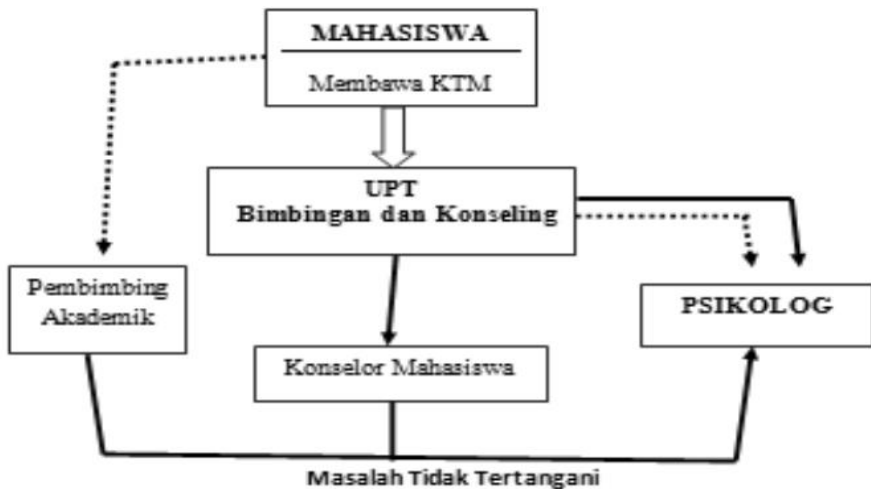 MAHASISWA
Membawa KTM
UPT
Bimbingan dan Konseling
Pembimbing
Akademik
PSIKOLOG
Konselor Mahasiswa
Masalah Tidak Tertangani